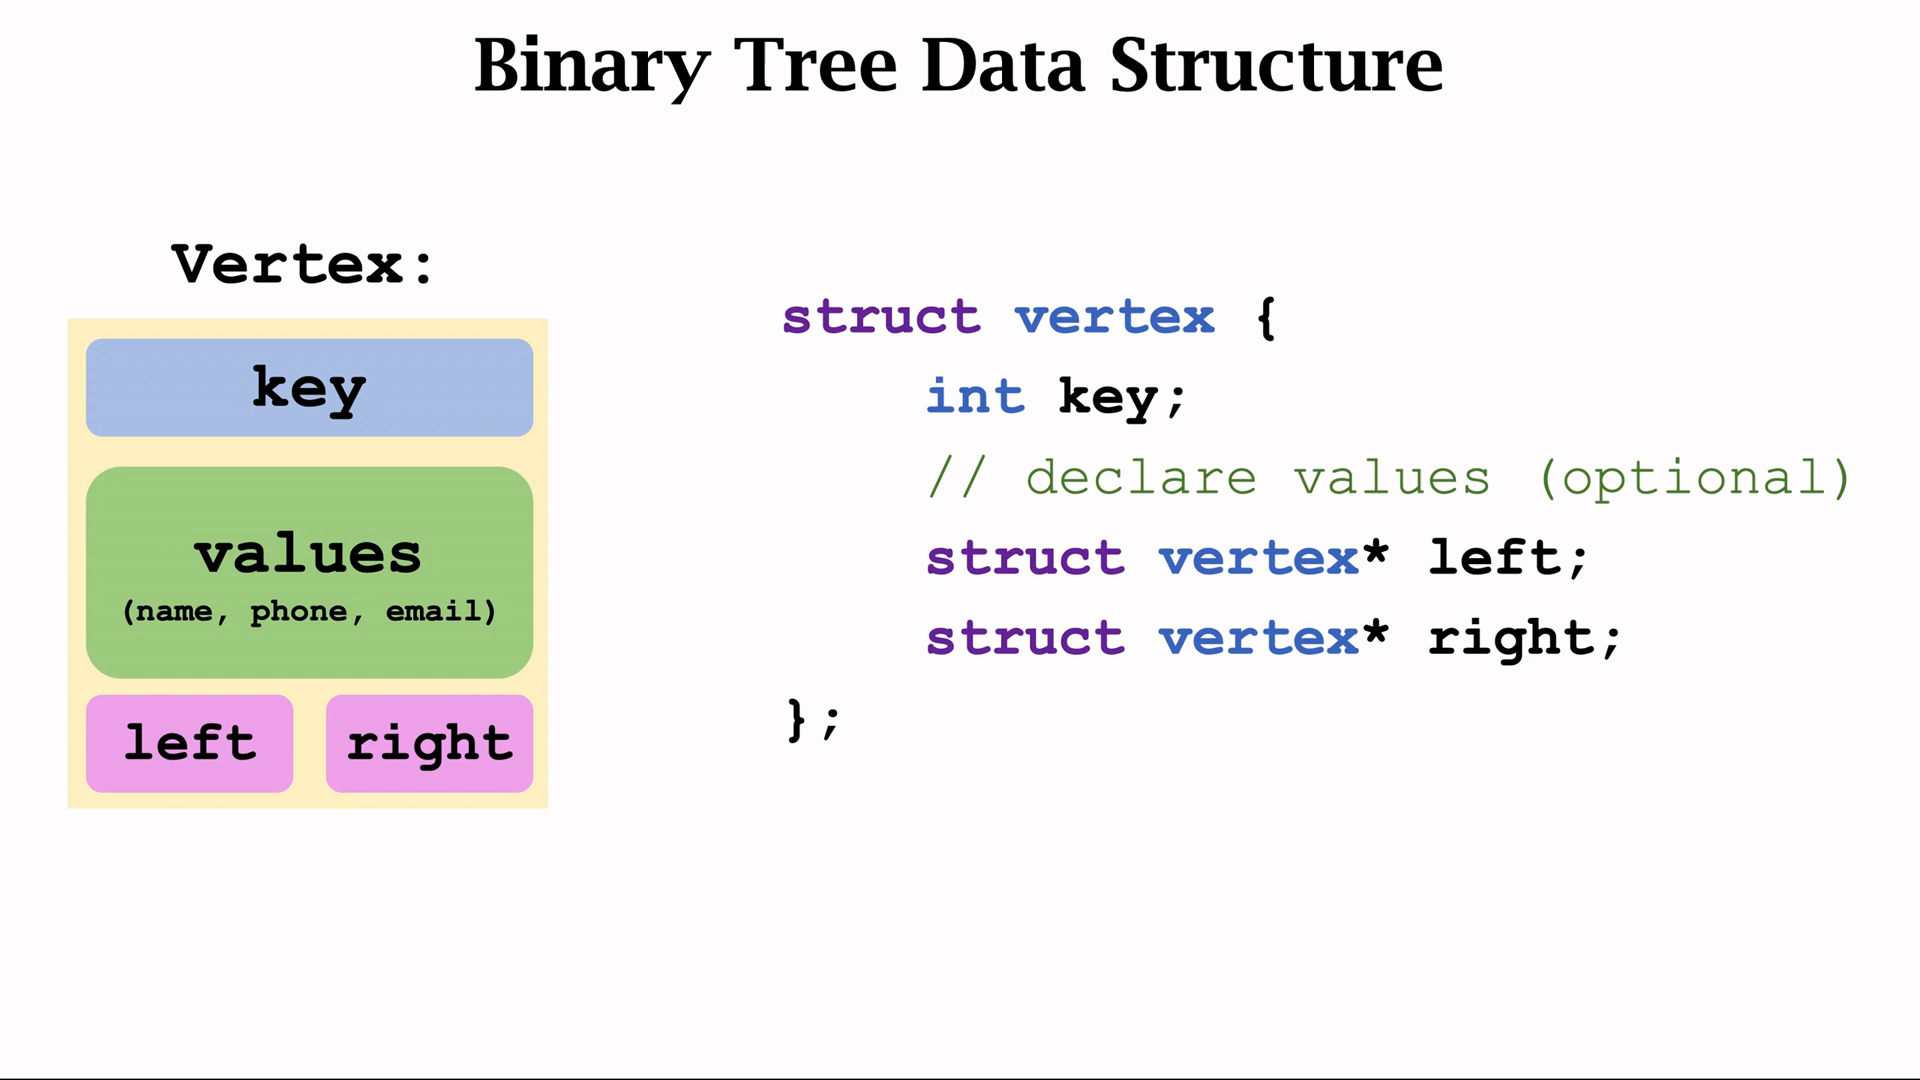 Binary Tree Data Structure
Vertex:
key
values
(name, phone, email)
left right
struct vertex {
int key;
// declare values (optional)
struct vertex* left;
struct vertex* right;
};